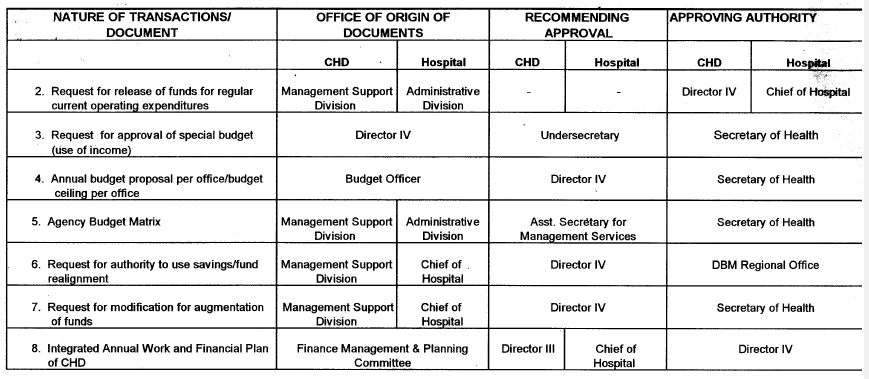 NATURE OF TRANSACTIONS/ DOCUMENT
OFFICE OF ORIGIN OF DOCUMENTS
RECOMMENDING APPROVAL
APPROVING AUTHORITY
CHD Hospital CHD Hospital CHD Hospital
2. Request for release of funds for regular current operating expenditures
Management Support Division
Administrative Division
-
-
Director IV
Chief of Hospital
3. Request for approval of special budget (use of income)
Director IV
Undersecretary
Secretary of Health
4. Annual budget proposal per office/budget ceiling per office
Budget Officer
Director IV
Secretary of Health
5. Agency Budget Matrix
Management Support Division
Administrative Division
Asst. Secretary for Management Services
Secretary of Health
6. Request for authority to use savings/fund realignment
Management Support Division
Chief of Hospital
Director IV
DBM Regional Office
7. Request for modification for augmentation of funds
Management Support Division
Chief of Hospital
Director IV
Secretary of Health
8. Integrated Annual Work and Financial Plan of CHD
Finance Management & Planning Committee
Director III
Chief of Hospital
Director IV